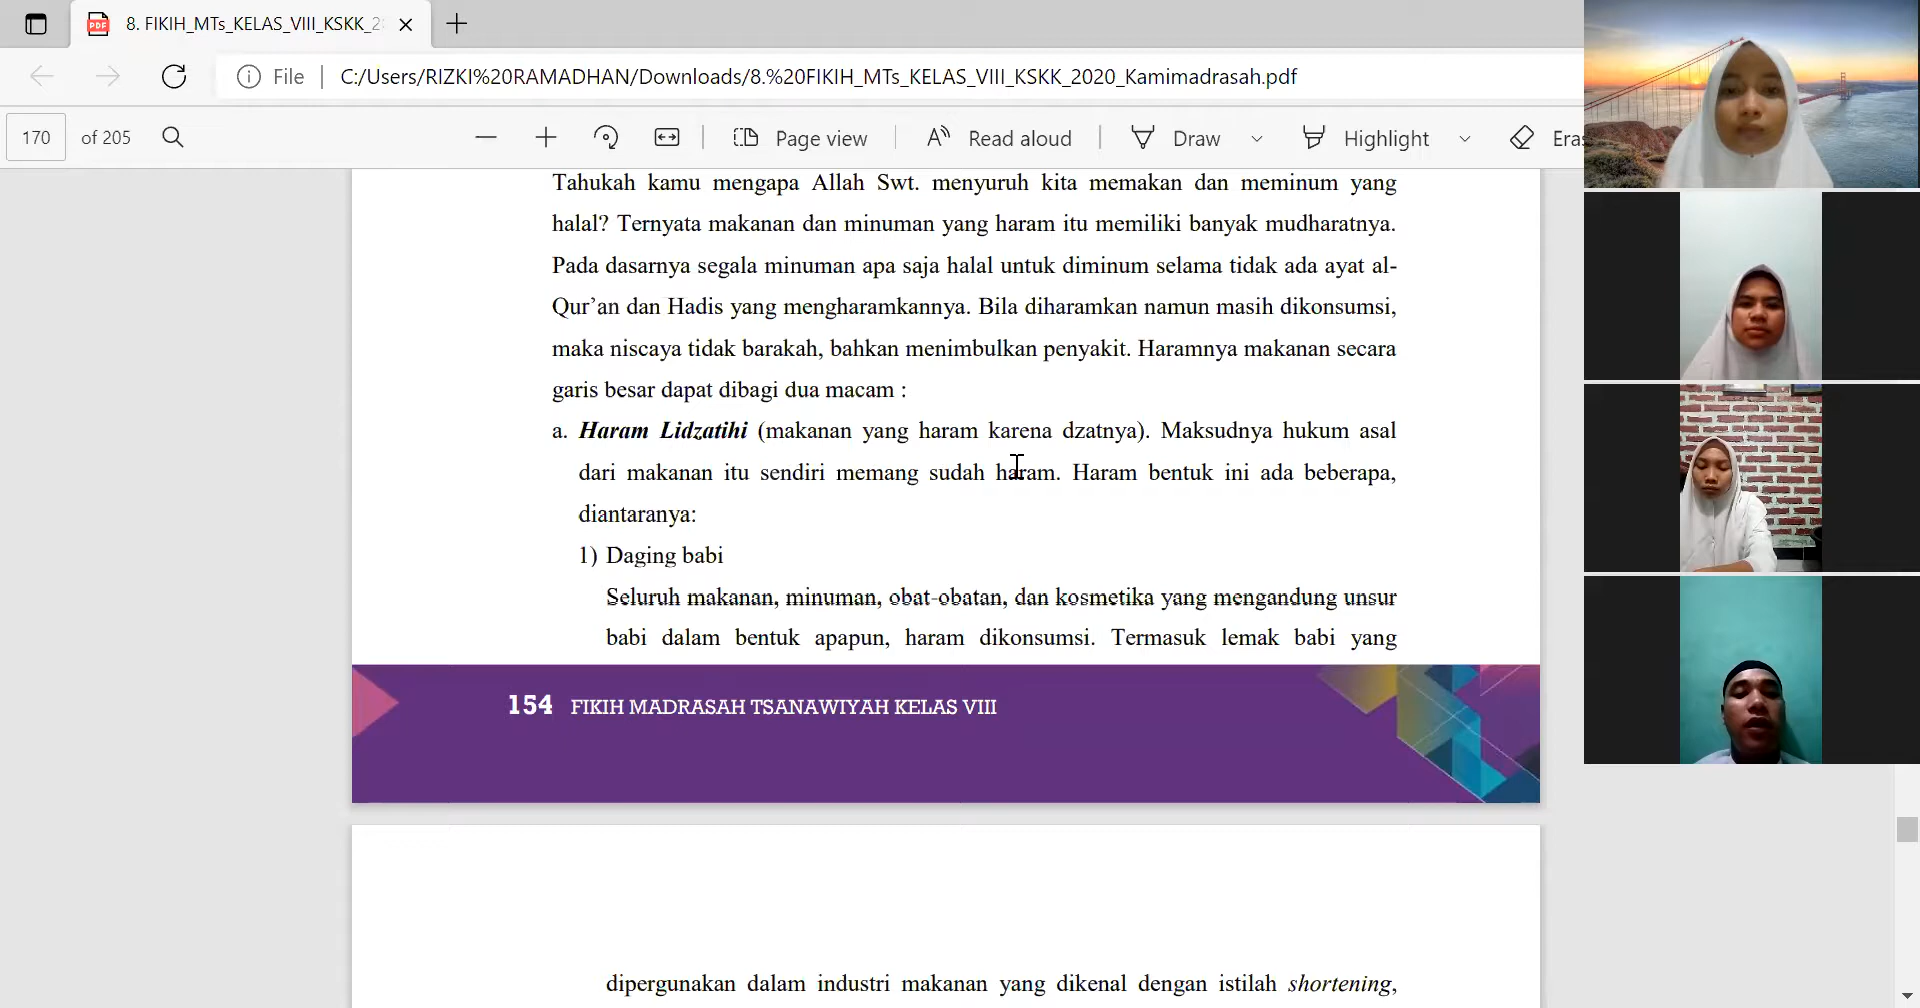 8. FIKIH_MTs_KELAS_VIII_KSKK_2
File
C:/Users/RIZKI%20RAMADHAN/Downloads/8.%20FIKIH_MTs_KELAS_VIII_KSKK_2020_Kamimadrasah.pdf
170 of 205 Page view Read aloud Draw Highlight Eras
Tahukah kamu mengapa Allah Swt. menyuruh kita memakan dan meminum yang
halal? Ternyata makanan dan minuman yang haram itu memiliki banyak mudharatnya.
Pada dasarnya segala minuman apa saja halal untuk diminum selama tidak ada ayat al-
Qur’an dan Hadis yang mengharamkannya. Bila diharamkan namun masih dikonsumsi,
maka niscaya tidak barakah, bahkan menimbulkan penyakit. Haramnya makanan secara
garis besar dapat dibagi dua macam :
a. Haram Lidzatihi (makanan yang haram karena dzatnya). Maksudnya hukum asal
dari makanan itu sendiri memang sudah haram. Haram bentuk ini ada beberapa,
diantaranya:
1) Daging babi
Seluruh makanan, minuman, obat-obatan, dan kosmetika yang mengandung unsur
babi dalam bentuk apapun, haram dikonsumsi. Termasuk lemak babi yang
154 FIKIH MADRASAH TSANAWIYAH KELAS VIII
dipergunakan dalam industri makanan yang dikenal dengan istilah shortening,